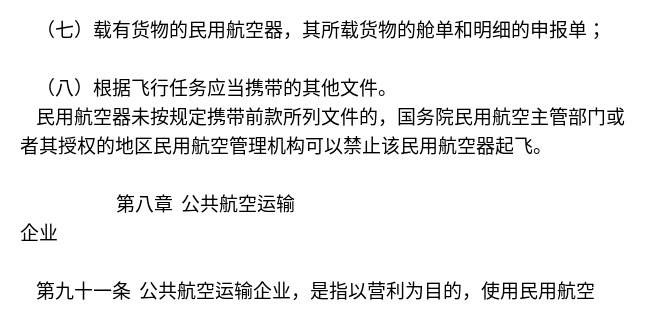 （七）载有货物的民用航空器，其所载货物的舱单和明细的申报单；
（八）根据飞行任务应当携带的其他文件。
民用航空器未按规定携带前款所列文件的，国务院民用航空主管部门或
者其授权的地区民用航空管理机构可以禁止该民用航空器起飞。
第八章 公共航空运输
企业
第九十一条 公共航空运输企业，是指以营利为目的，使用民用航空